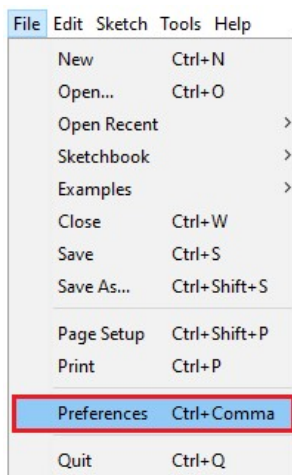 File Edit Sketch Tools Help
New Ctrl+N
Open... Ctrl+O
Open Recent >
Sketchbook >
Examples >
Close Ctrl+W
Save Ctrl+S
Save As... Ctrl+Shift+S
Page Setup Ctrl+Shift+P
Print Ctrl+P
Preferences Ctrl+Comma
Quit Ctrl+Q